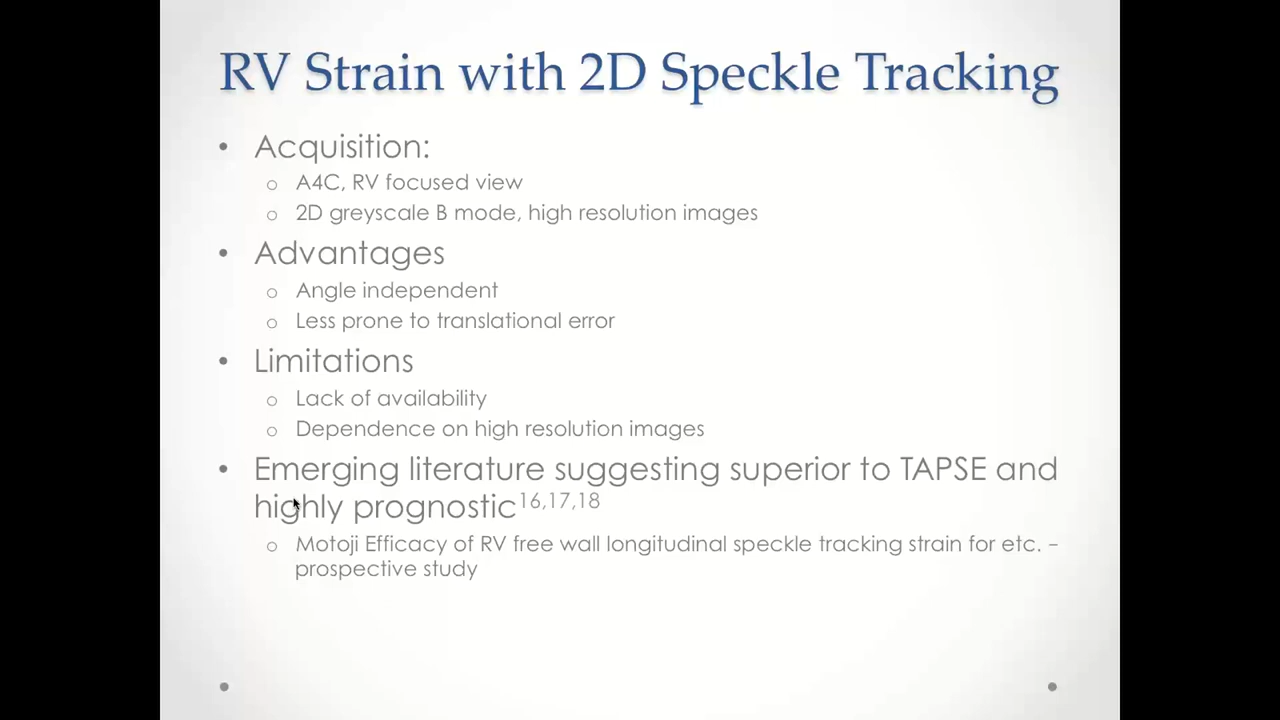 RV Strain with 2D Speckle Tracking
• Acquisition:
o A4C, RV focused view
o 2D greyscale B mode, high resolution images
• Advantages
o Angle independent
o Less prone to translational error
• Limitations
o Lack of availability
o Dependence on high resolution images
• Emerging literature suggesting superior to TAPSE and
highly prognostic16,17,18
o Motoji Efficacy of RV free wall longitudinal speckle tracking strain for etc. –
prospective study